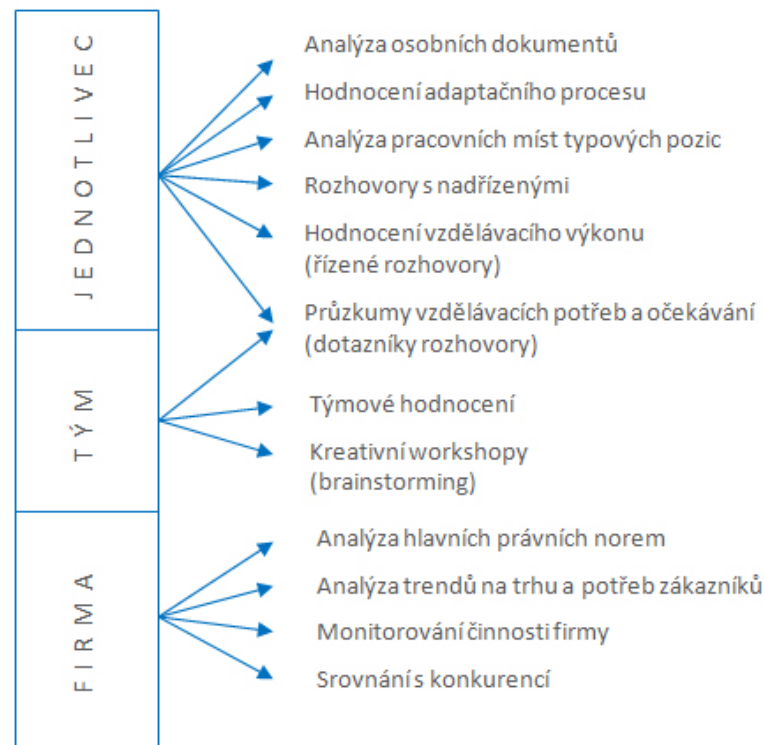 JEDNOTLIVEC
Analýza osobních dokumentů
Hodnocení adaptačního procesu
Analýza pracovních míst typových pozic
Rozhovory s nadřízenými
Hodnocení vzdělávacího výkonu
(řízené rozhovory)
Průzkumy vzdělávacích potřeb a očekávání
(dotazníky rozhovory)
TÝM
Týmové hodnocení
Kreativní workshopy
(brainstorming)
FIRMA
Analýza hlavních právních norem
Analýza trendů na trhu a potřeb zákazníků
Monitorování činnosti firmy
Srovnání s konkurencí